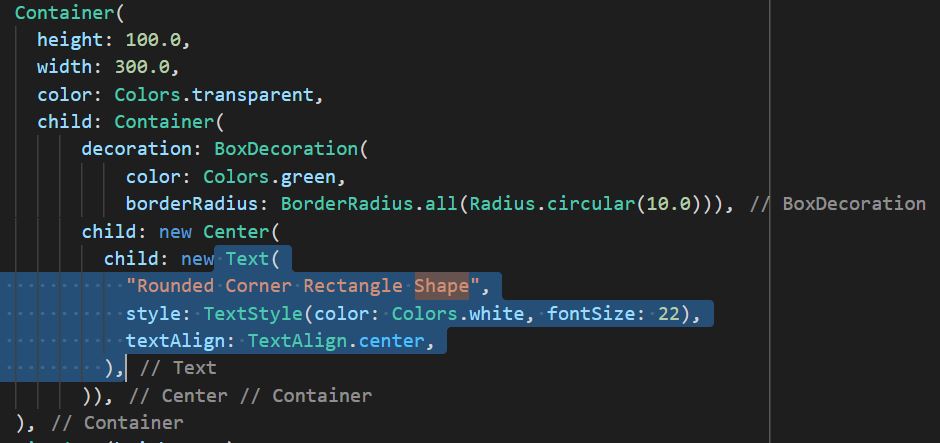 Container(
height: 100.0,
width: 300.0,
color: Colors.transparent,
child: Container(
decoration: BoxDecoration(
color: Colors.green,
borderRadius: BorderRadius.all(Radius.circular(10.0))), // BoxDecoration
child: new Center(
child: new Text(
"Rounded Corner Rectangle Shape",
style: TextStyle(color: Colors.white, fontSize: 22),
textAlign: TextAlign.center,
), // Text
)), // Center // Container
), // Container